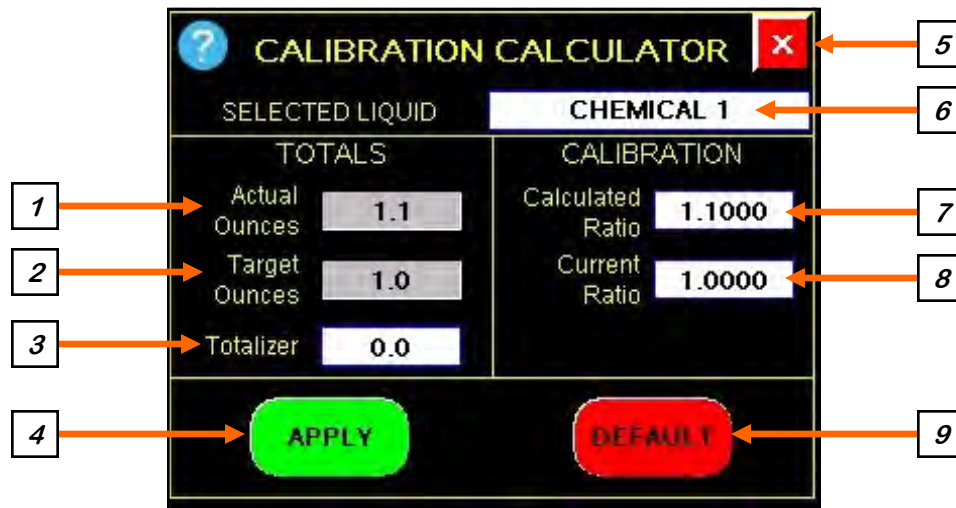 ? CALIBRATION CALCULATOR X
5
SELECTED LIQUID CHEMICAL 1
6
TOTALS
CALIBRATION
1
Actual
Ounces
1.1
Calculated
Ratio
1.1000
7
2
Target
Ounces
1.0
Current
Ratio
1.0000
8
3
Totalizer 0.0
4
APPLY
DEFAULT
9